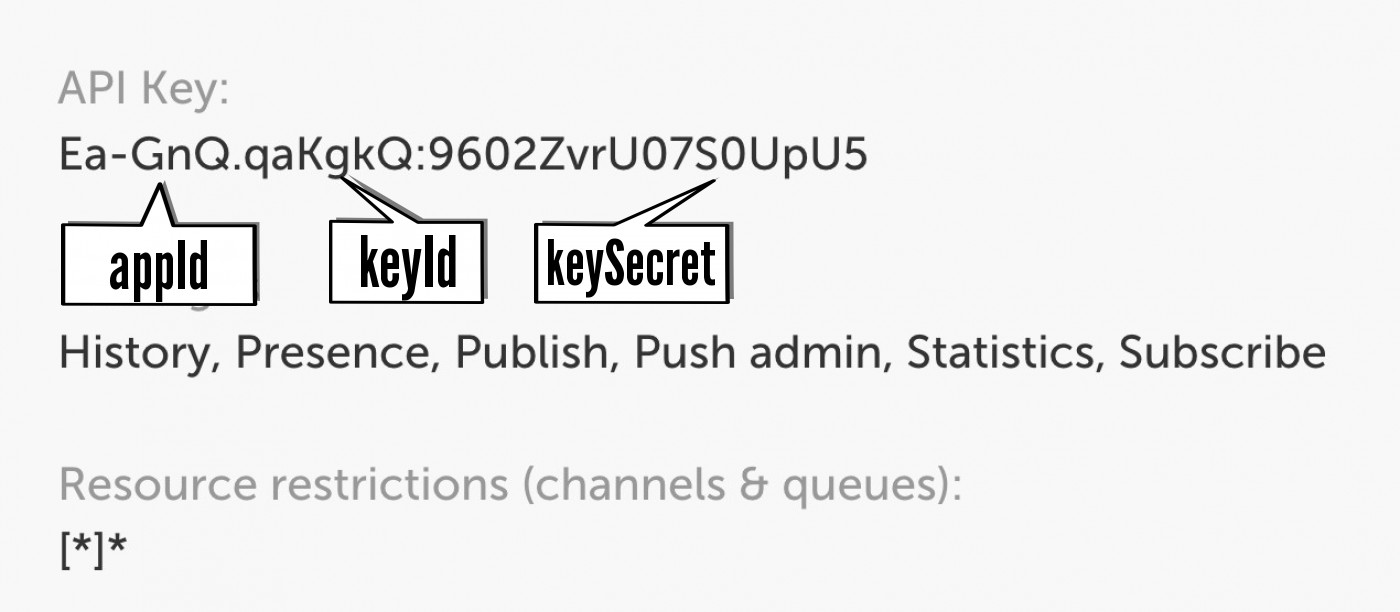 API Key:
Ea-GnQ.qaKgkQ:9602ZvrU07S0UpU5
appId
keyId
keySecret
History, Presence, Publish, Push admin, Statistics, Subscribe
Resource restrictions (channels & queues):
[*]*